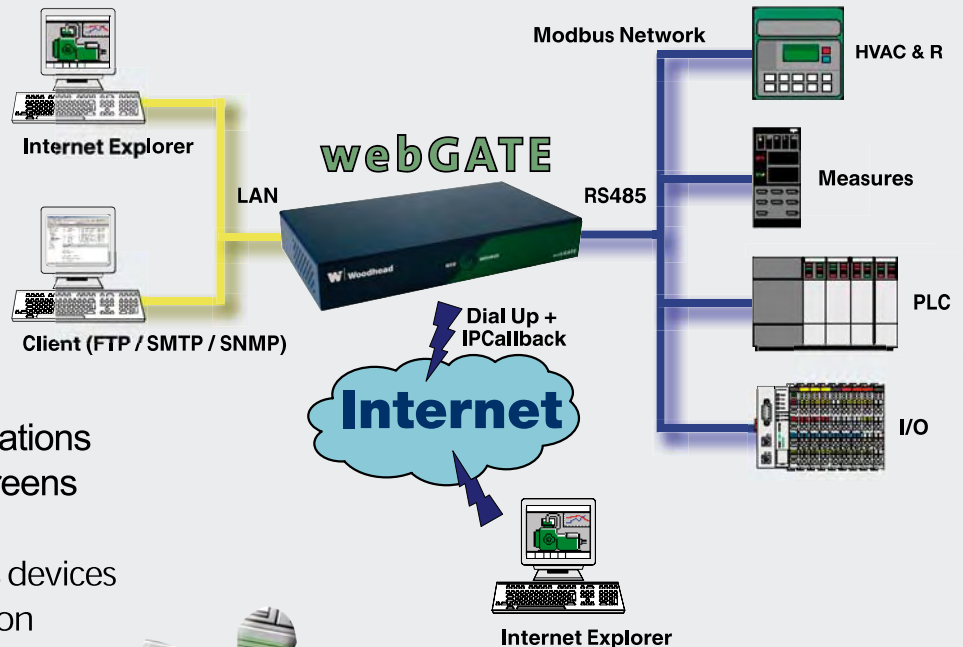 Modbus Network
HVAC & R
Internet Explorer
webGATE
LAN
RS485
Measures
W Woodhead
webGATE
Dial Up +
IPCallback
PLC
Client (FTP / SMTP / SNMP)
Internet
I/O
ations
reens
devices
on
Internet Explorer